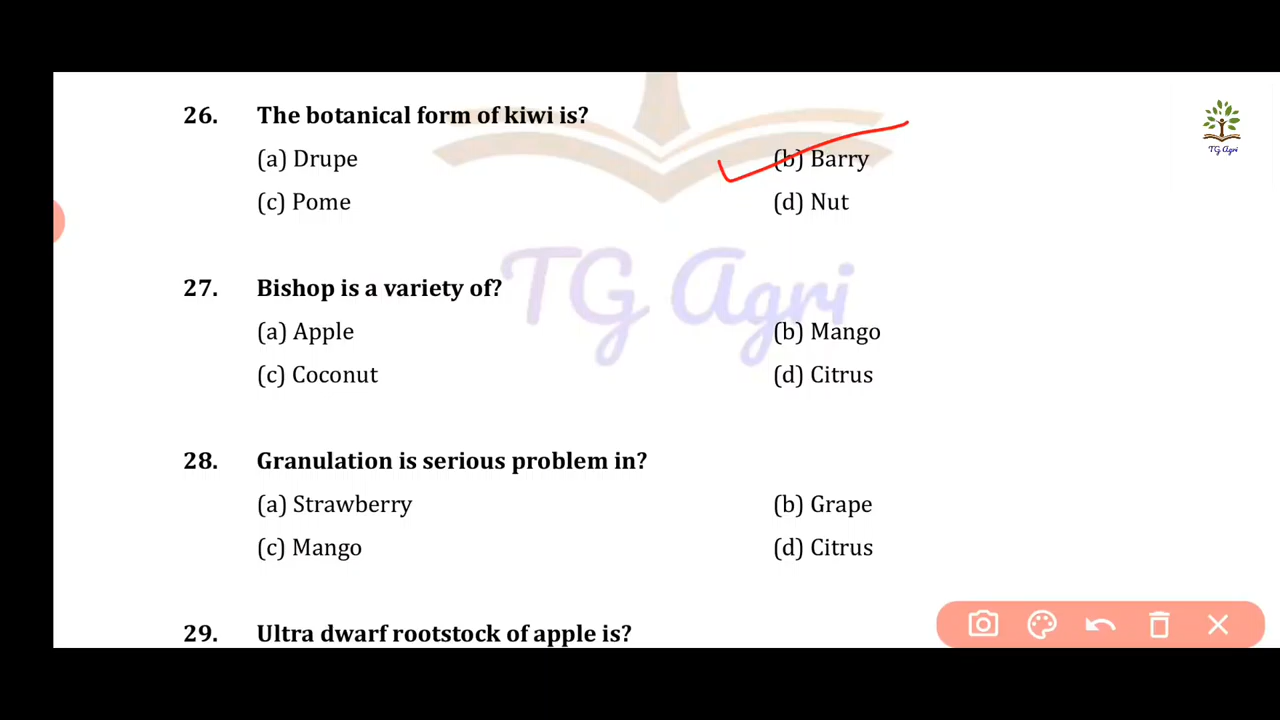 26. The botanical form of kiwi is?
(a) Drupe (b) Barry
(c) Pome (d) Nut
TG Agri
27. Bishop is a variety of?
TG Agri
(a) Apple (b) Mango
(c) Coconut (d) Citrus
28. Granulation is serious problem in?
(a) Strawberry (b) Grape
(c) Mango (d) Citrus
29. Ultra dwarf rootstock of apple is?